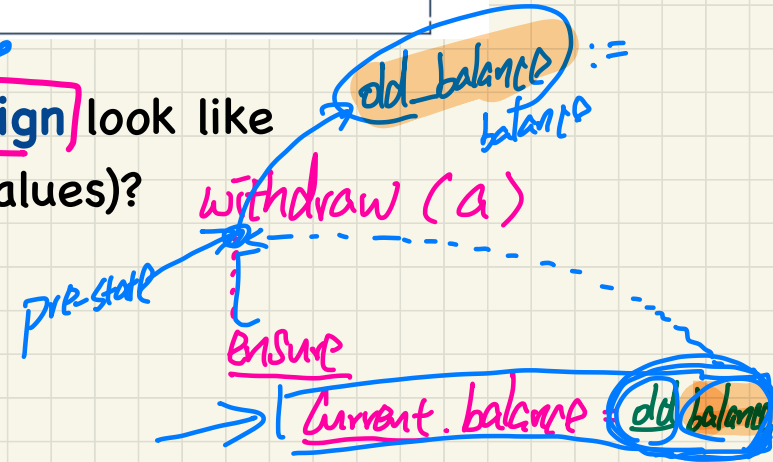 old_balance :=
balance
ign look like
alues)?
withdraw (a)
pre-state
ensure
Current.balance = old balance